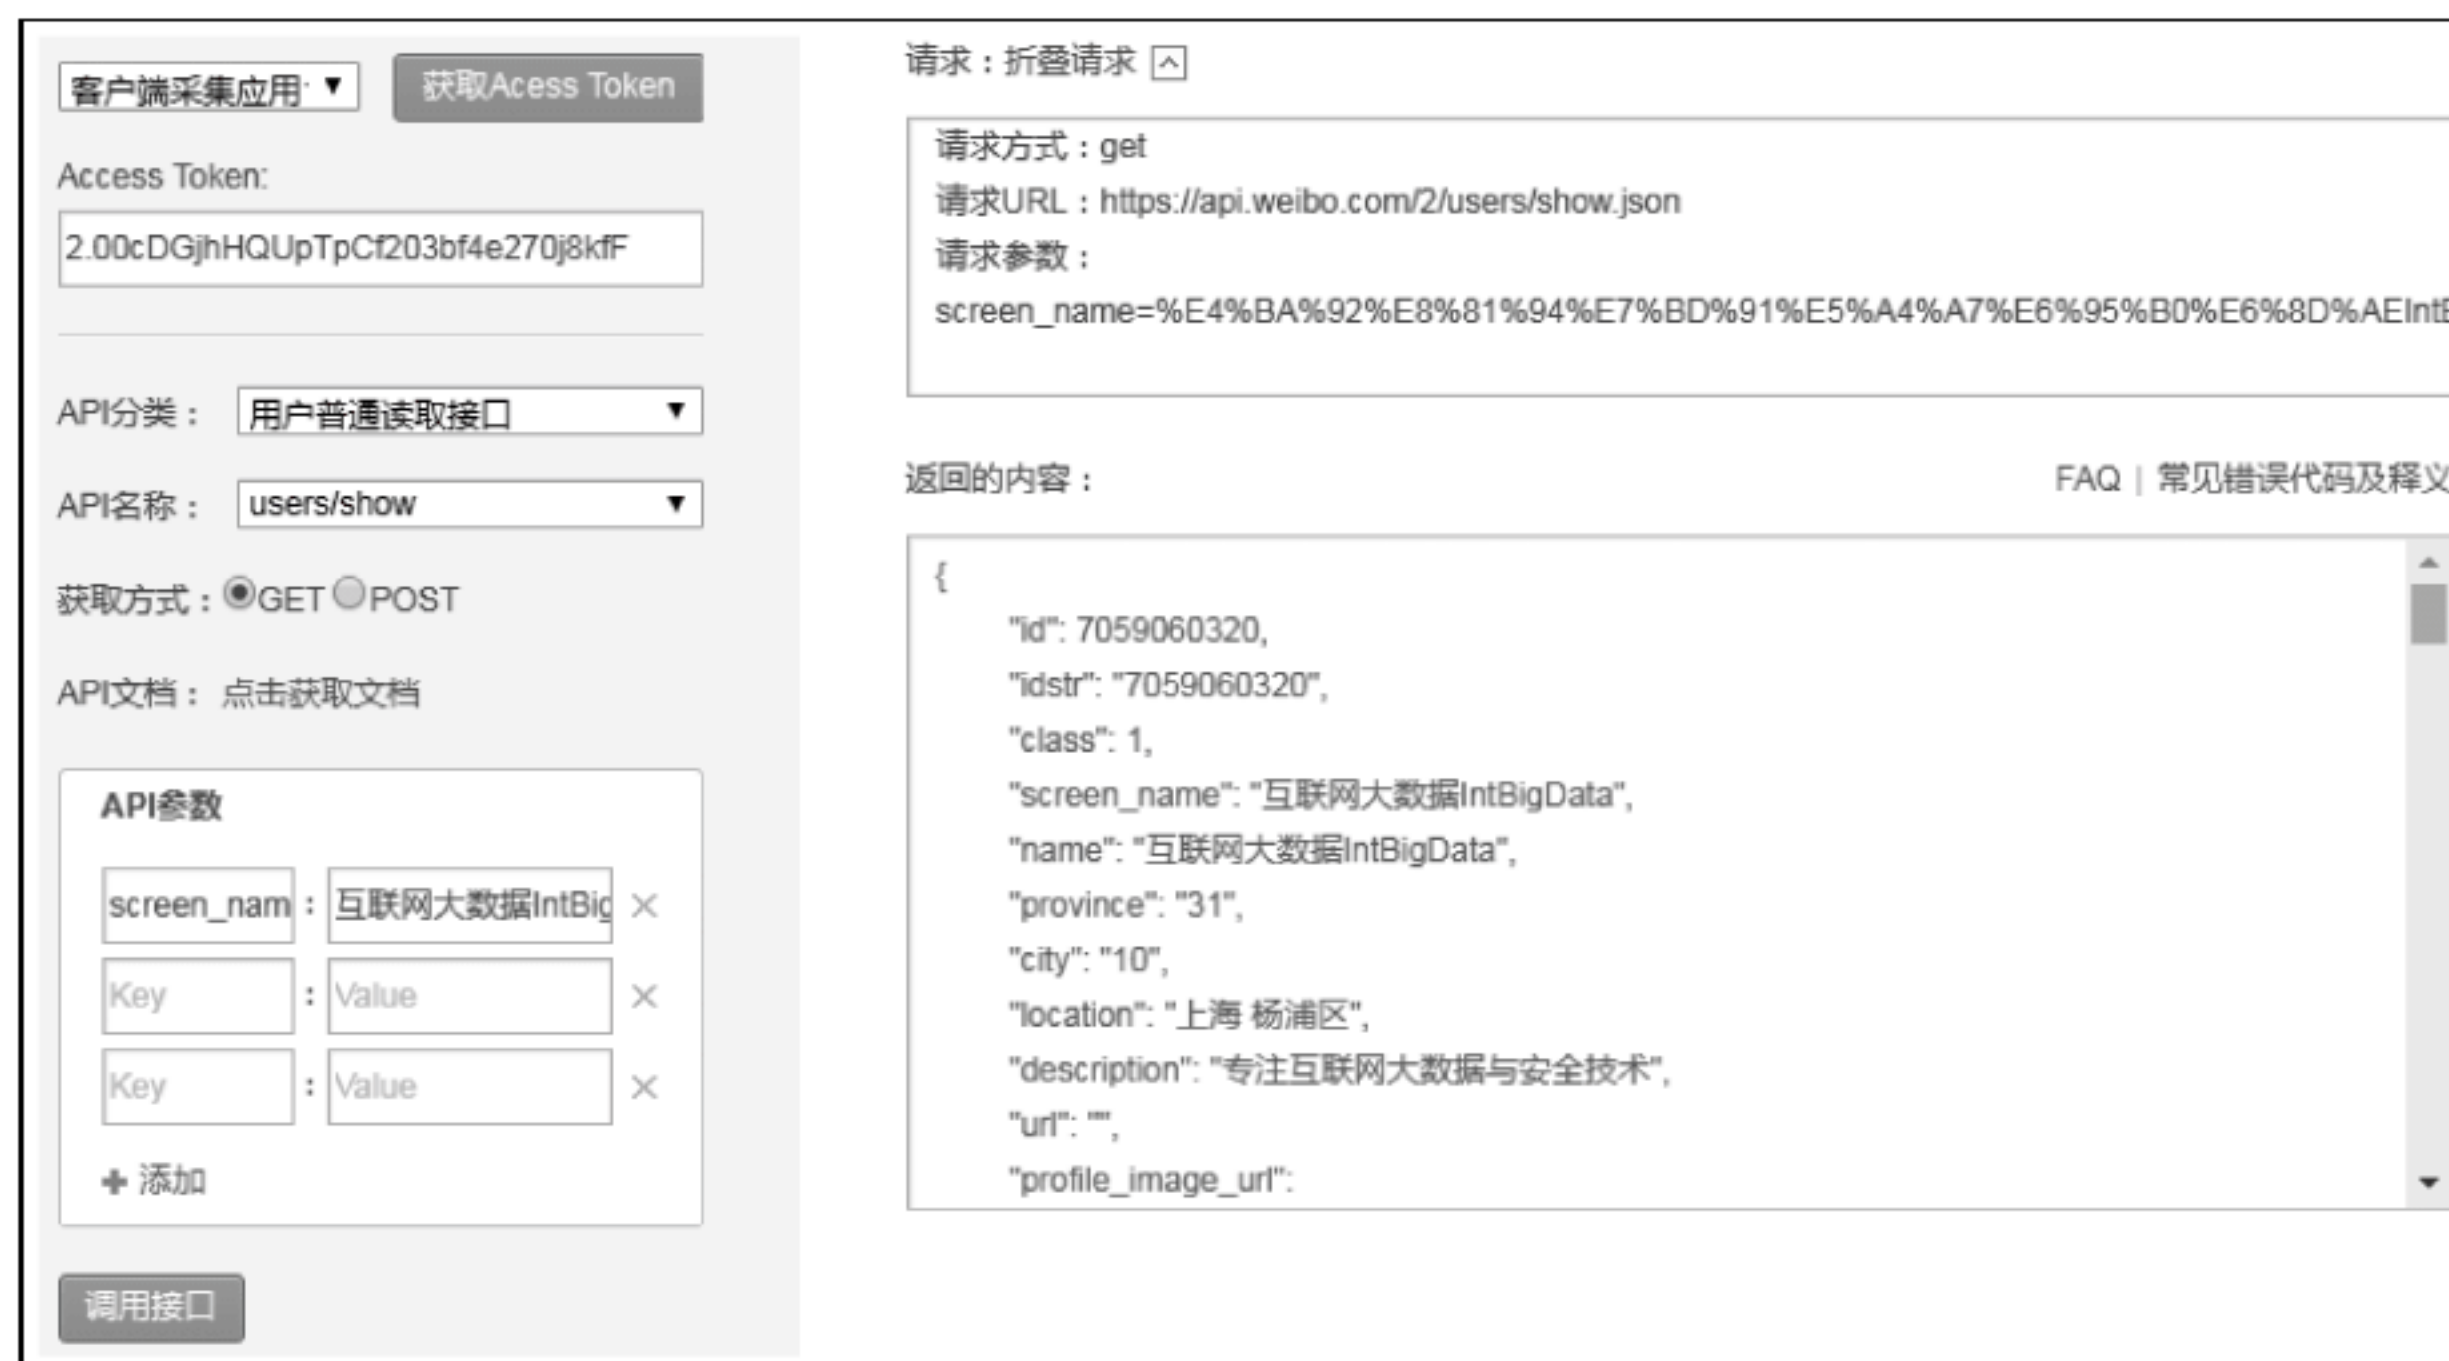 客户端采集应用
获取Acess Token
Access Token:
2.00cDGjhHQUpTpCf203bf4e270j8kfF
API分类：
用户普通读取接口
API名称：
users/show
获取方式：GET POST
API文档： 点击获取文档
API参数
screen_nam : 互联网大数据IntBig
Key : Value
Key : Value
添加
调用接口
请求：折叠请求
请求方式：get
请求URL：https://api.weibo.com/2/users/show.json
请求参数：
screen_name=%E4%BA%92%E8%81%94%E7%BD%91%E5%A4%A7%E6%95%B0%E6%8D%AEInt
返回的内容：
FAQ | 常见错误代码及释义
{
"id": 7059060320,
"idstr": "7059060320",
"class": 1,
"screen_name": "互联网大数据IntBigData",
"name": "互联网大数据IntBigData",
"province": "31",
"city": "10",
"location": "上海 杨浦区",
"description": "专注互联网大数据与安全技术",
"url": "",
"profile_image_url":